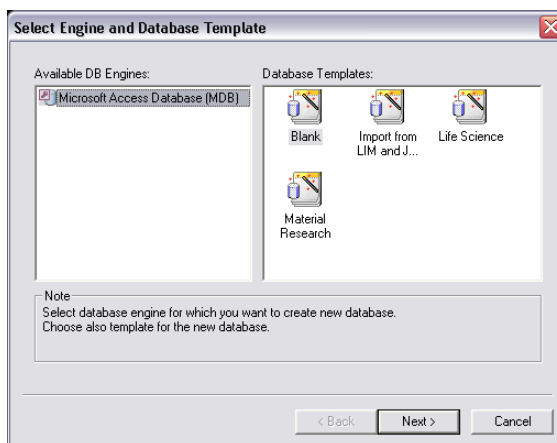 Select Engine and Database Template
Available DB Engines:
Database Templates:
Microsoft Access Database (MDB)
Blank
Import from
LIM and J...
Life Science
Material
Research
Note
Select database engine for which you want to create new database.
Choose also template for the new database.
< Back
Next >
Cancel